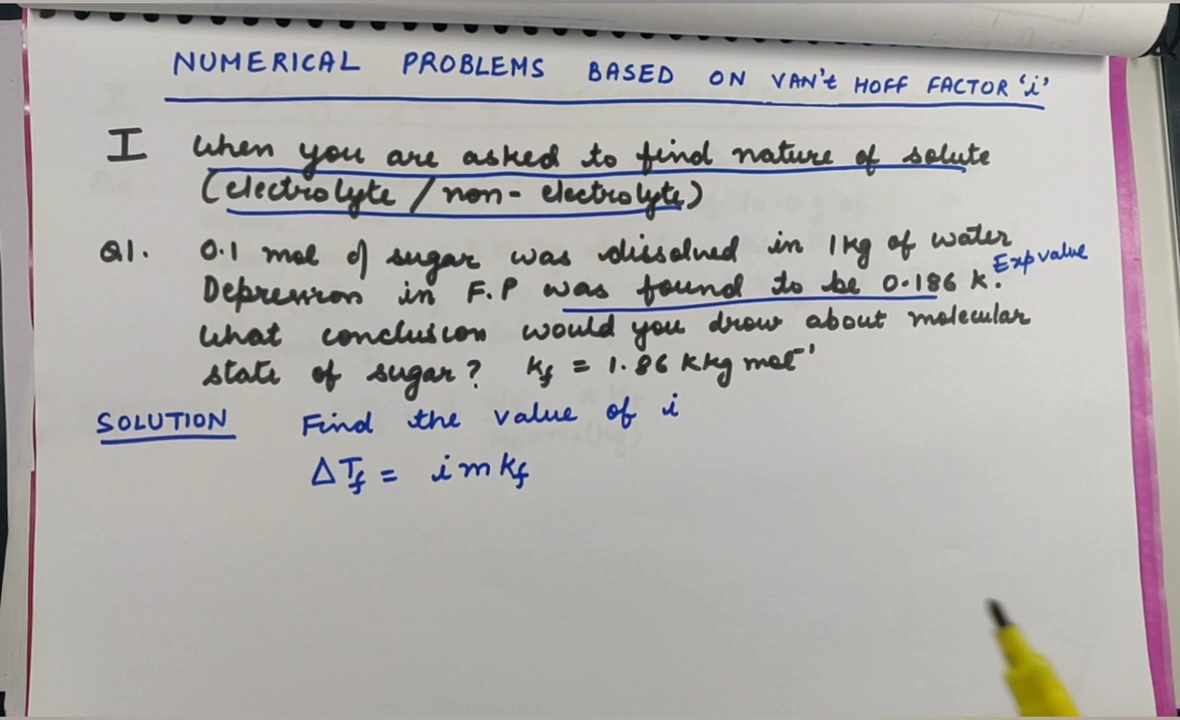 NUMERICAL PROBLEMS BASED ON VAN't HOFF FACTOR 'i'
I When you are asked to find nature of solute
(electrolyte / non-electrolyte)
Q1. 0.1 mol of sugar was dissolved in 1kg of water
Depression in F.P was found to be 0.186 K. Exp value
What conclusion would you draw about molecular
state of sugar? Kf = 1.86 K kg mol⁻¹
SOLUTION Find the value of i
ΔTf = i m Kf